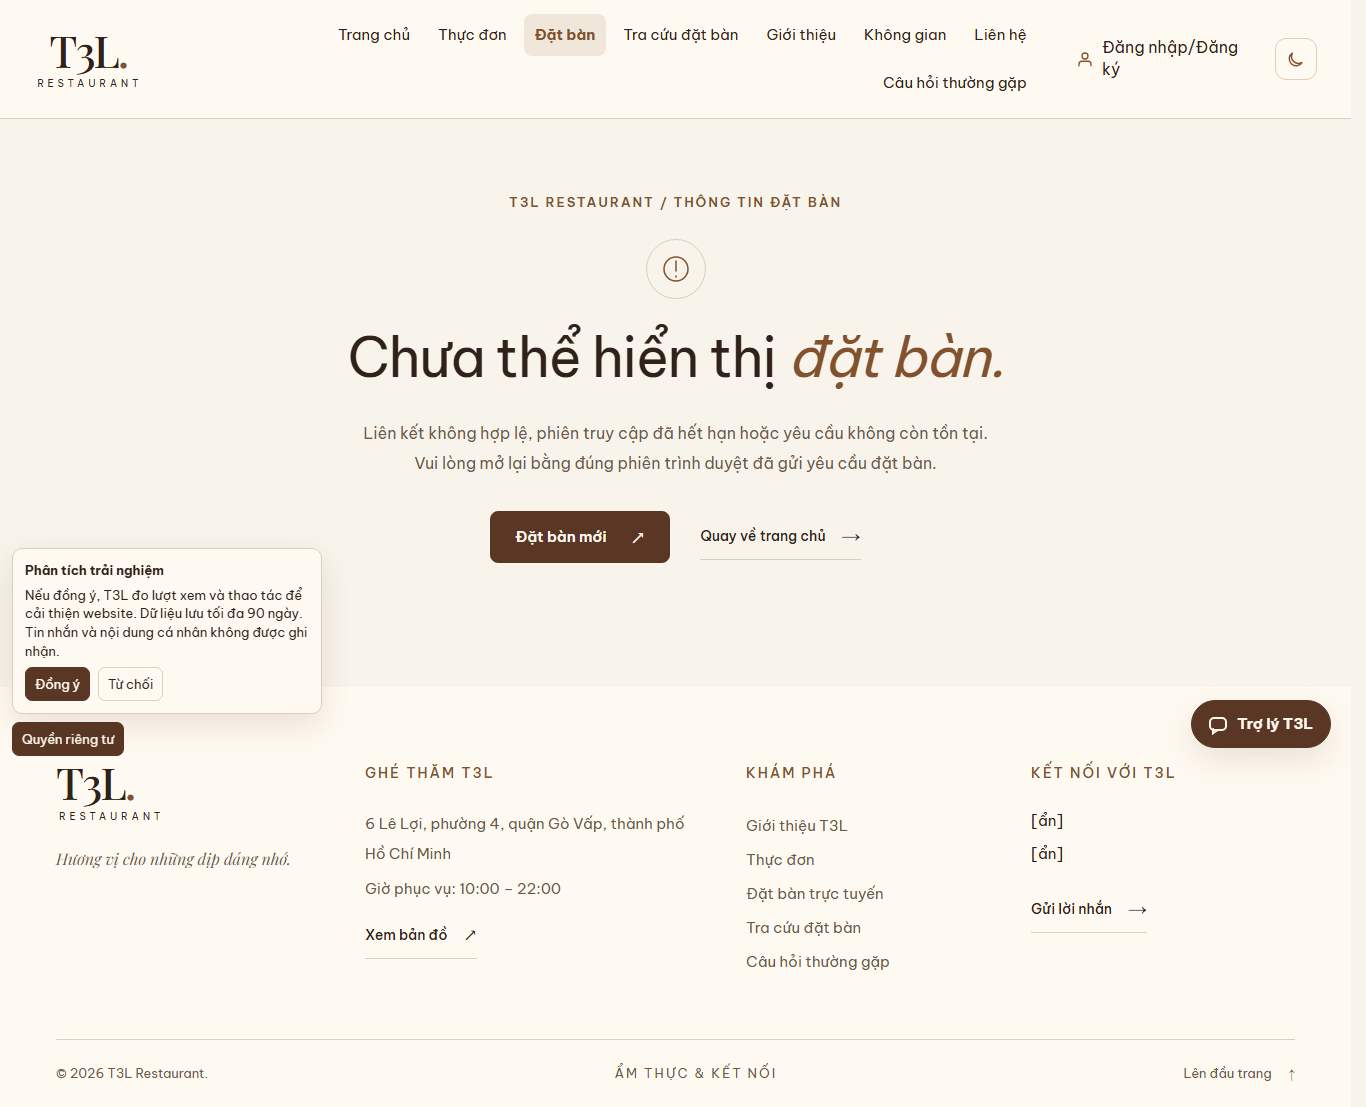 T3L.
RESTAURANT
Trang chủ
Thực đơn
Đặt bàn
Tra cứu đặt bàn
Giới thiệu
Không gian
Liên hệ
Câu hỏi thường gặp
Đăng nhập/Đăng
ký
T3L RESTAURANT / THÔNG TIN ĐẶT BÀN
Chưa thể hiển thị đặt bàn.
Liên kết không hợp lệ, phiên truy cập đã hết hạn hoặc yêu cầu không còn tồn tại.
Vui lòng mở lại bằng đúng phiên trình duyệt đã gửi yêu cầu đặt bàn.
Đặt bàn mới ↗
Quay về trang chủ →
Phân tích trải nghiệm
Nếu đồng ý, T3L đo lượt xem và thao tác để
cải thiện website. Dữ liệu lưu tối đa 90 ngày.
Tin nhắn và nội dung cá nhân không được ghi
nhận.
Đồng ý
Từ chối
Quyền riêng tư
Trợ lý T3L
T3L.
RESTAURANT
Hương vị cho những dịp đáng nhớ.
GHÉ THĂM T3L
6 Lê Lợi, phường 4, quận Gò Vấp, thành phố
Hồ Chí Minh
Giờ phục vụ: 10:00 – 22:00
Xem bản đồ ↗
KHÁM PHÁ
Giới thiệu T3L
Thực đơn
Đặt bàn trực tuyến
Tra cứu đặt bàn
Câu hỏi thường gặp
KẾT NỐI VỚI T3L
[ẩn]
[ẩn]
Gửi lời nhắn →
© 2026 T3L Restaurant.
ẨM THỰC & KẾT NỐI
Lên đầu trang ↑